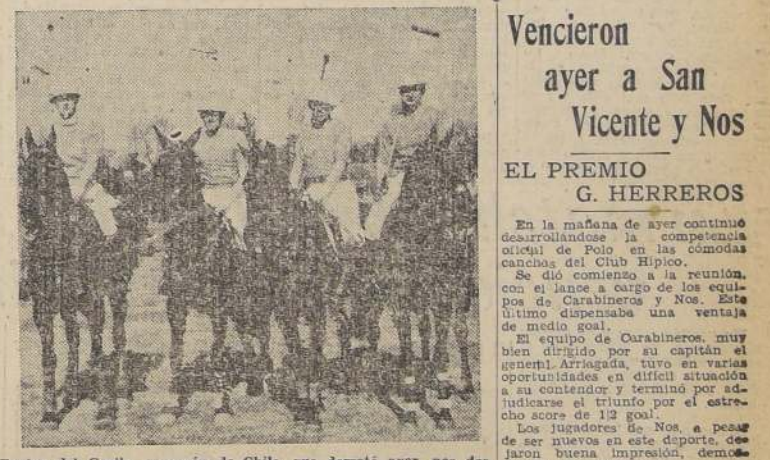 Vencieron
ayer a San
Vicente y Nos
EL PREMIO
G. HERREROS
En la mañana de ayer continuó
desarrollándose la competencia
oficial de Polo en las cómodas
canchas del Club Hípico.
Se dió comienzo a la reunión,
con el lance a cargo de los equi-
pos de Carabineros y Nos. Este
último dispensaba una ventaja
de medio goal.
El equipo de Carabineros, muy
bien dirigido por su capitán el
general Arriagada, tuvo en varias
oportunidades en difícil situación
a su contendor y terminó por ad-
judicarse el triunfo por el estre-
cho score de 1|2 goal.
Los jugadores de Nos, a pesar
de ser nuevos en este deporte, de-
jaron buena impresión, demos-